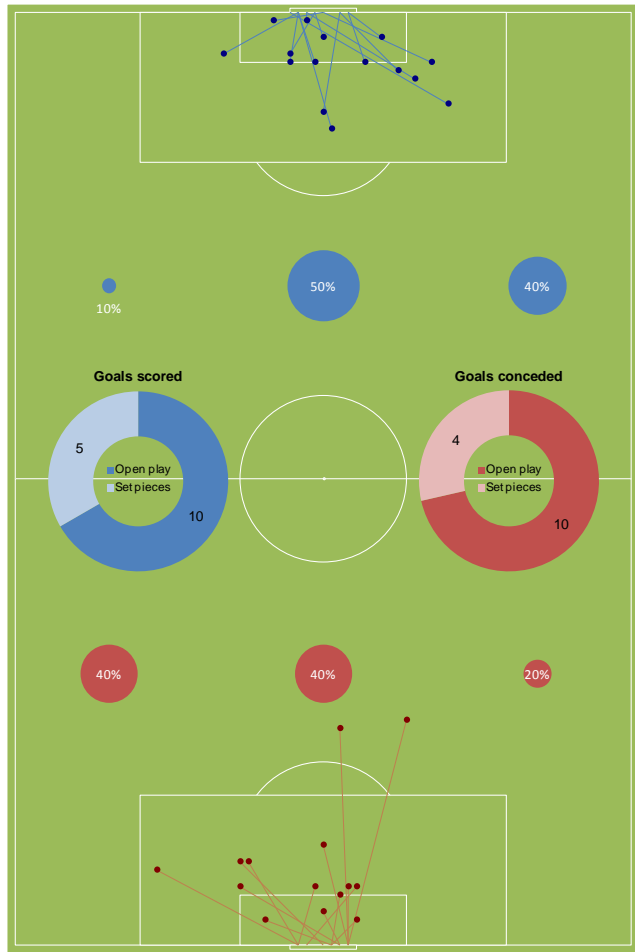 50%
40%
10%
Goals scored
Goals conceded
5
4
Open play
Set pieces
Open play
Set pieces
10
10
40%
40%
20%